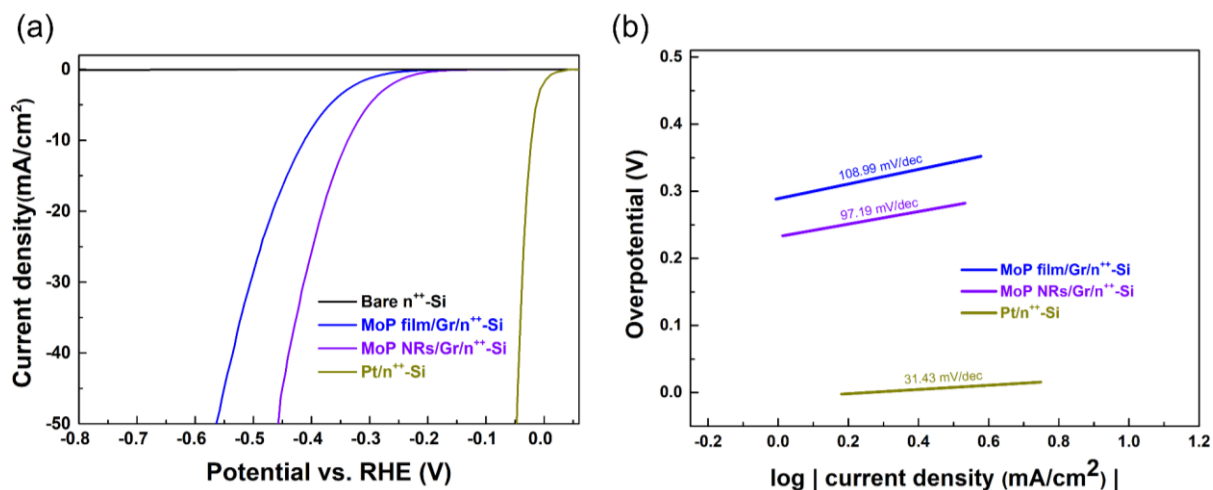 (a)
0
-10
-20
-30
-40
-50
Current density(mA/cm²)
-0.8 -0.7 -0.6 -0.5 -0.4 -0.3 -0.2 -0.1 0.0
Potential vs. RHE (V)
Bare n⁺⁺-Si
MoP film/Gr/n⁺⁺-Si
MoP NRs/Gr/n⁺⁺-Si
Pt/n⁺⁺-Si
(b)
0.5
0.4
0.3
0.2
0.1
0.0
Overpotential (V)
-0.2 0.0 0.2 0.4 0.6 0.8 1.0 1.2
log | current density (mA/cm²) |
108.99 mV/dec
97.19 mV/dec
31.43 mV/dec
MoP film/Gr/n⁺⁺-Si
MoP NRs/Gr/n⁺⁺-Si
Pt/n⁺⁺-Si